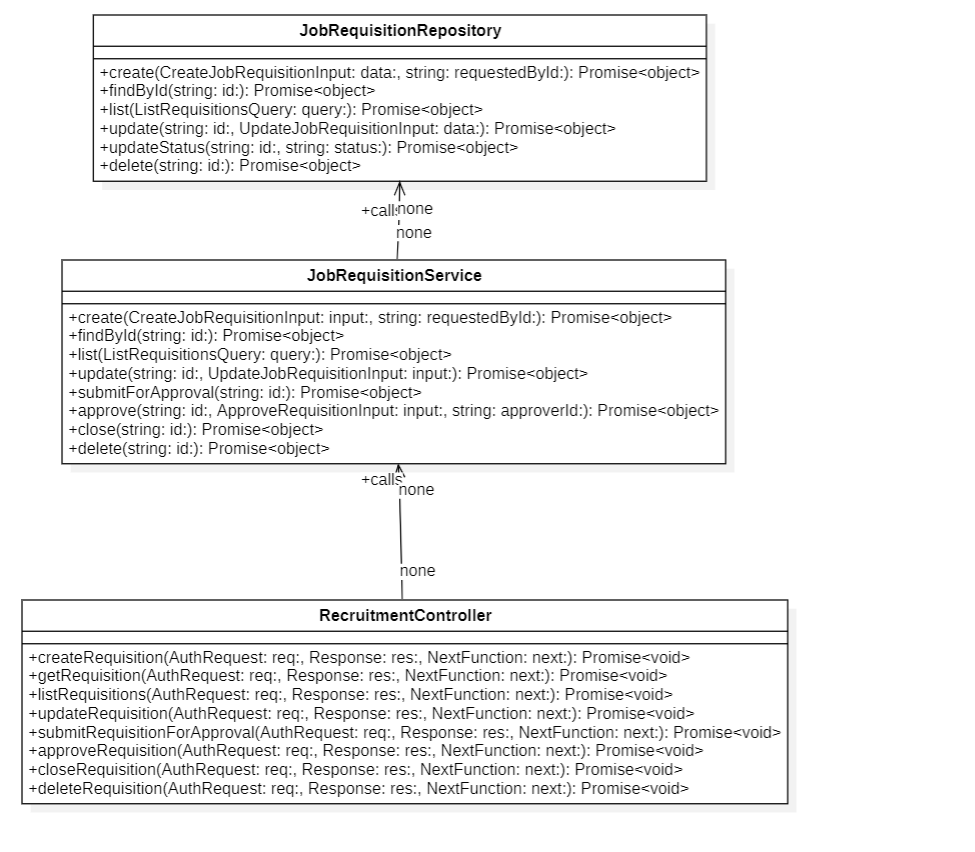 JobRequisitionRepository
+create(CreateJobRequisitionInput: data:, string: requestedById:): Promise<object>
+findById(string: id:): Promise<object>
+list(ListRequisitionsQuery: query:): Promise<object>
+update(string: id:, UpdateJobRequisitionInput: data:): Promise<object>
+updateStatus(string: id:, string: status:): Promise<object>
+delete(string: id:): Promise<object>
+calls none
none
JobRequisitionService
+create(CreateJobRequisitionInput: input:, string: requestedById:): Promise<object>
+findById(string: id:): Promise<object>
+list(ListRequisitionsQuery: query:): Promise<object>
+update(string: id:, UpdateJobRequisitionInput: input:): Promise<object>
+submitForApproval(string: id:): Promise<object>
+approve(string: id:, ApproveRequisitionInput: input:, string: approverId:): Promise<object>
+close(string: id:): Promise<object>
+delete(string: id:): Promise<object>
+calls
none
none
RecruitmentController
+createRequisition(AuthRequest: req:, Response: res:, NextFunction: next:): Promise<void>
+getRequisition(AuthRequest: req:, Response: res:, NextFunction: next:): Promise<void>
+listRequisitions(AuthRequest: req:, Response: res:, NextFunction: next:): Promise<void>
+updateRequisition(AuthRequest: req:, Response: res:, NextFunction: next:): Promise<void>
+submitRequisitionForApproval(AuthRequest: req:, Response: res:, NextFunction: next:): Promise<void>
+approveRequisition(AuthRequest: req:, Response: res:, NextFunction: next:): Promise<void>
+closeRequisition(AuthRequest: req:, Response: res:, NextFunction: next:): Promise<void>
+deleteRequisition(AuthRequest: req:, Response: res:, NextFunction: next:): Promise<void>